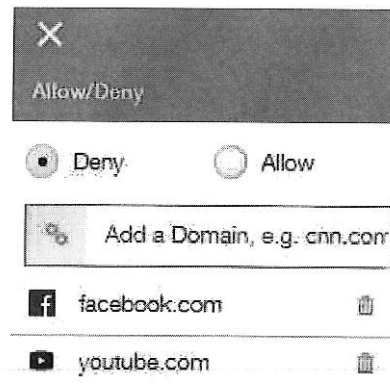 Allow/Deny
Deny Allow
Add a Domain, e.g. cnn.com
facebook.com
youtube.com